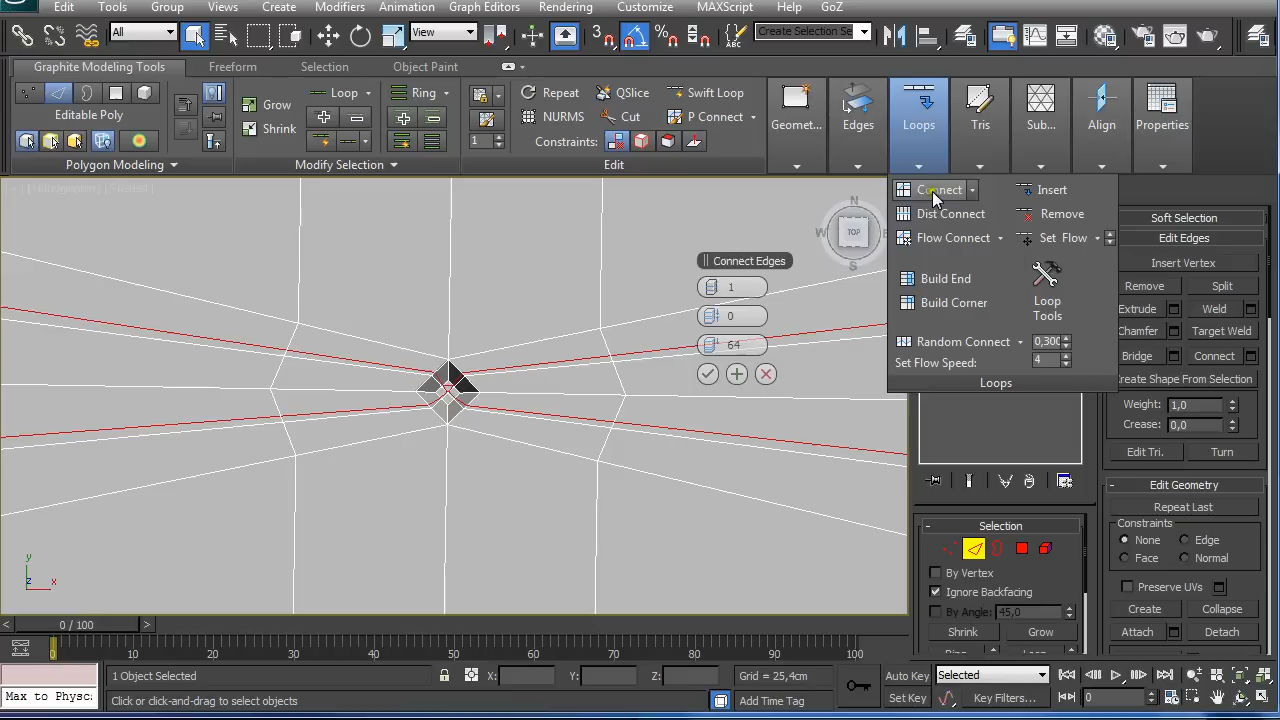 Edit Tools Group Views Create Modifiers Animation Graph Editors Rendering Customize MAXScript Help GoZ
All View 3 Create Selection Se
Graphite Modeling Tools Freeform Selection Object Paint
Loop Ring Repeat QSlice Swift Loop
Grow NURMS Cut P Connect
Editable Poly Geomet... Edges Loops Tris Sub... Align Properties
Shrink 1 Constraints:
Polygon Modeling Modify Selection Edit
Connect Insert
Dist Connect Remove
Flow Connect Set Flow
Build End
Build Corner Loop Tools
Random Connect 0,300
Set Flow Speed: 4
Loops
N
W TOP
S
Connect Edges
1
0
64
y
z x
Soft Selection
Edit Edges
Insert Vertex
Remove Split
Extrude Weld
Chamfer Target Weld
Bridge Connect
Create Shape From Selection
Weight: 1,0
Crease: 0,0
Edit Tri. Turn
- Edit Geometry
Repeat Last
Constraints
None Edge
Face Normal
Preserve UVs
Create Collapse
Attach Detach
- Selection
By Vertex
Ignore Backfacing
By Angle: 45,0
Shrink Grow
< 0 / 100 >
0 10 20 30 40 50 60 70 80 90 100
1 Object Selected X: Y: Z: Grid = 25,4cm Auto Key Selected
Max to Physc: Click or click-and-drag to select objects Add Time Tag Set Key Key Filters... 0